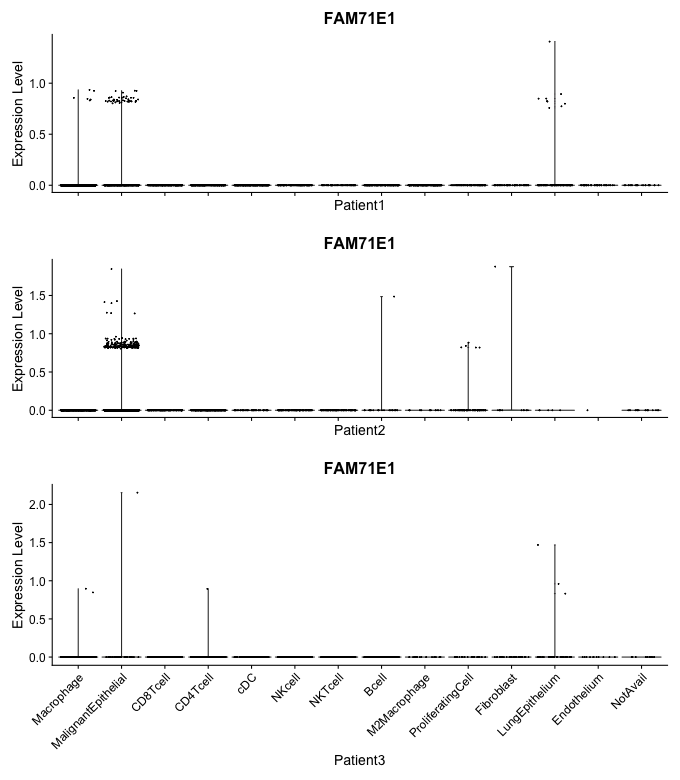 FAM71E1
Expression Level
1.0
0.5
0.0
Patient1
FAM71E1
Expression Level
1.5
1.0
0.5
0.0
Patient2
FAM71E1
Expression Level
2.0
1.5
1.0
0.5
0.0
Macrophage
MalignantEpithelial
CD8Tcell
CD4Tcell
cDC
NKcell
NKTcell
Bcell
M2Macrophage
ProliferatingCell
Fibroblast
LungEpithelium
Endothelium
NotAvail
Patient3